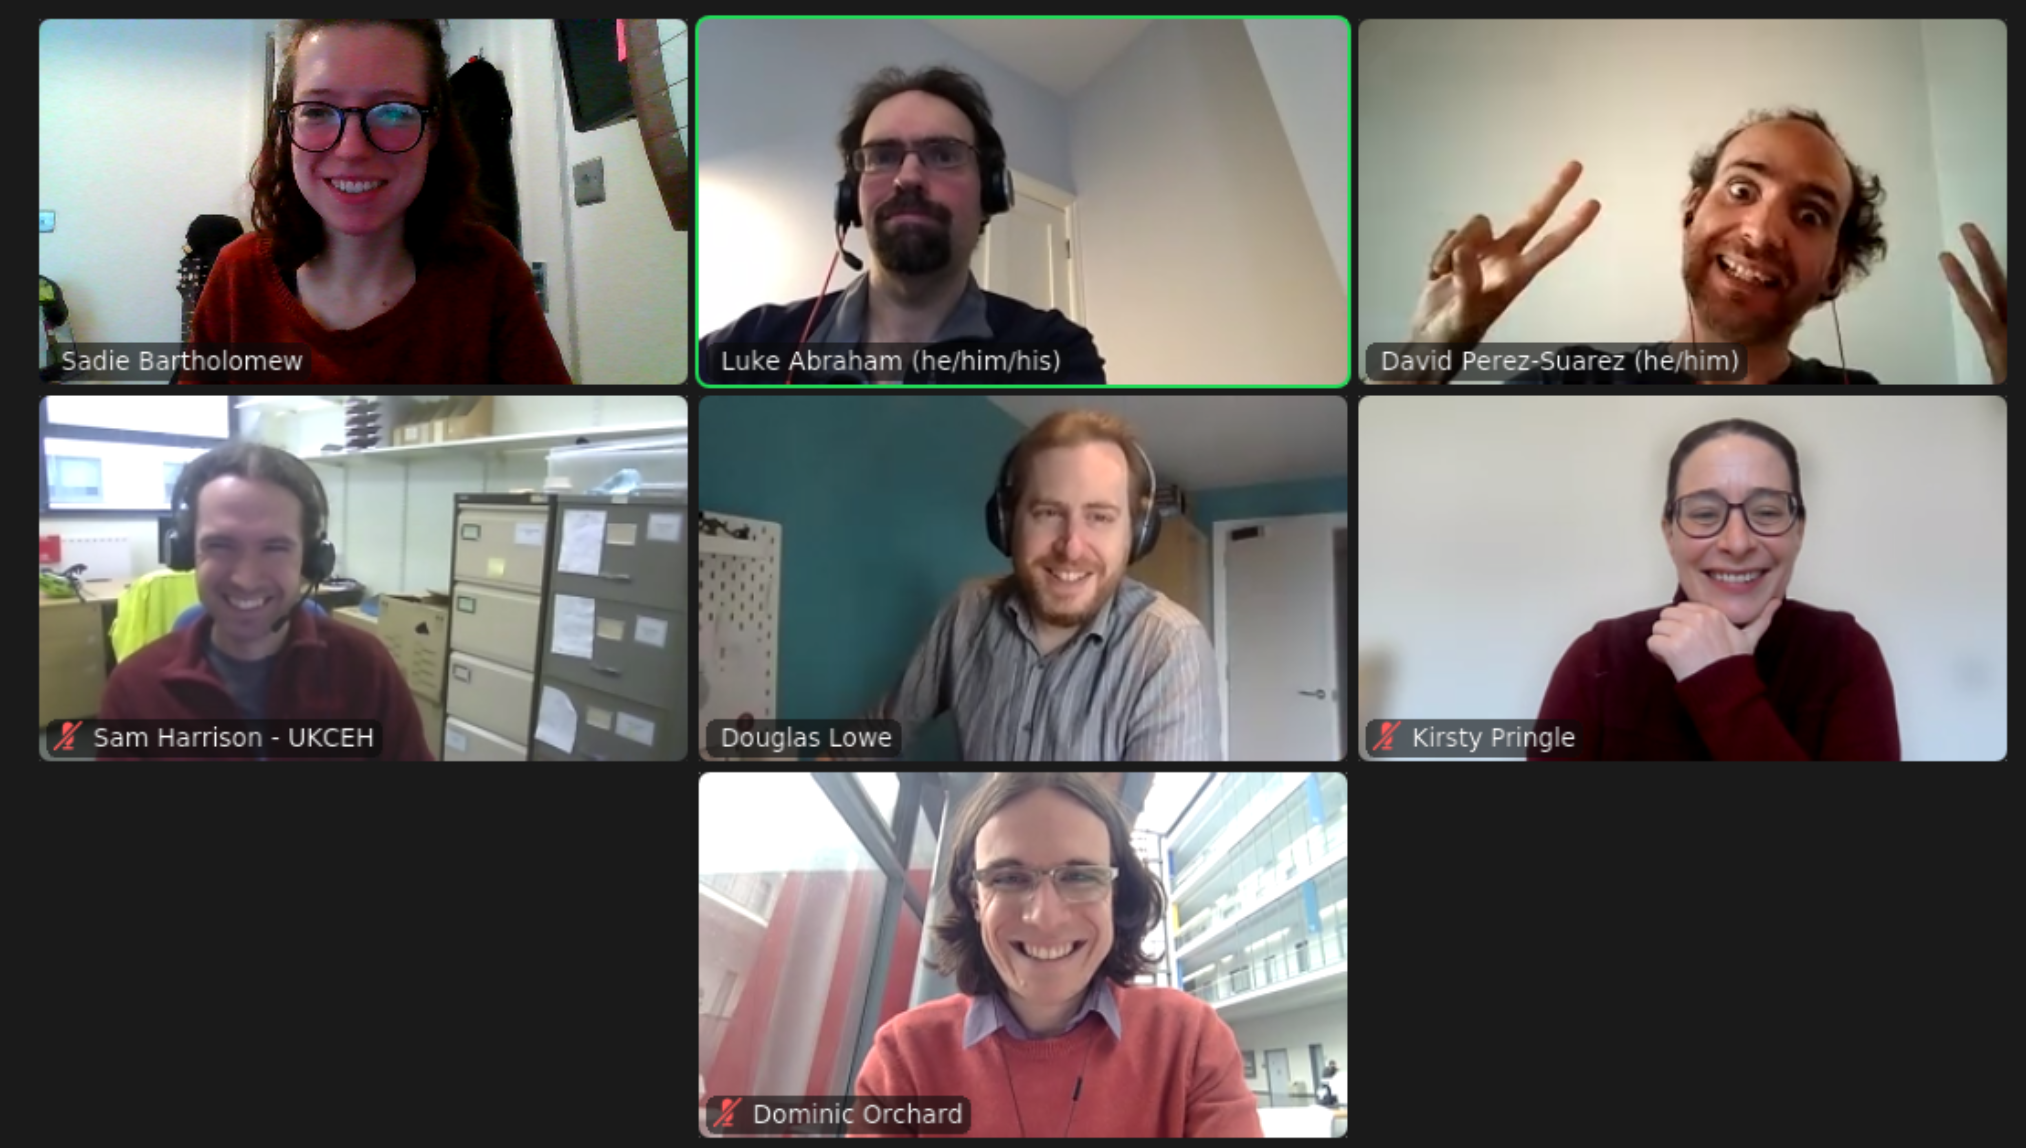 Sadie Bartholomew
Luke Abraham (he/him/his)
David Perez-Suarez (he/him)
Sam Harrison - UKCEH
Douglas Lowe
Kirsty Pringle
Dominic Orchard